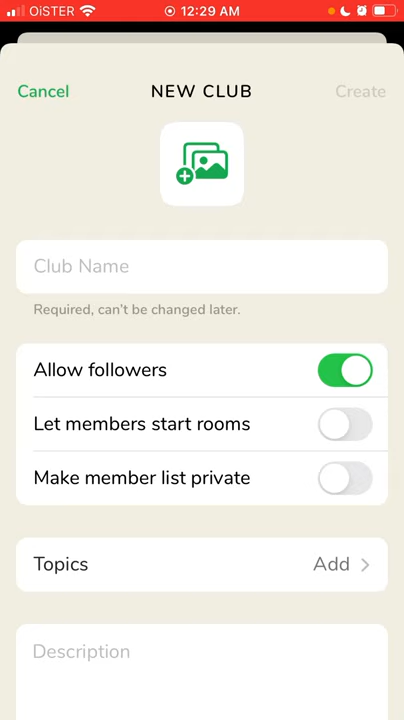 OiSTER 12:29 AM
Cancel NEW CLUB Create
Club Name
Required, can't be changed later.
Allow followers
Let members start rooms
Make member list private
Topics Add
Description